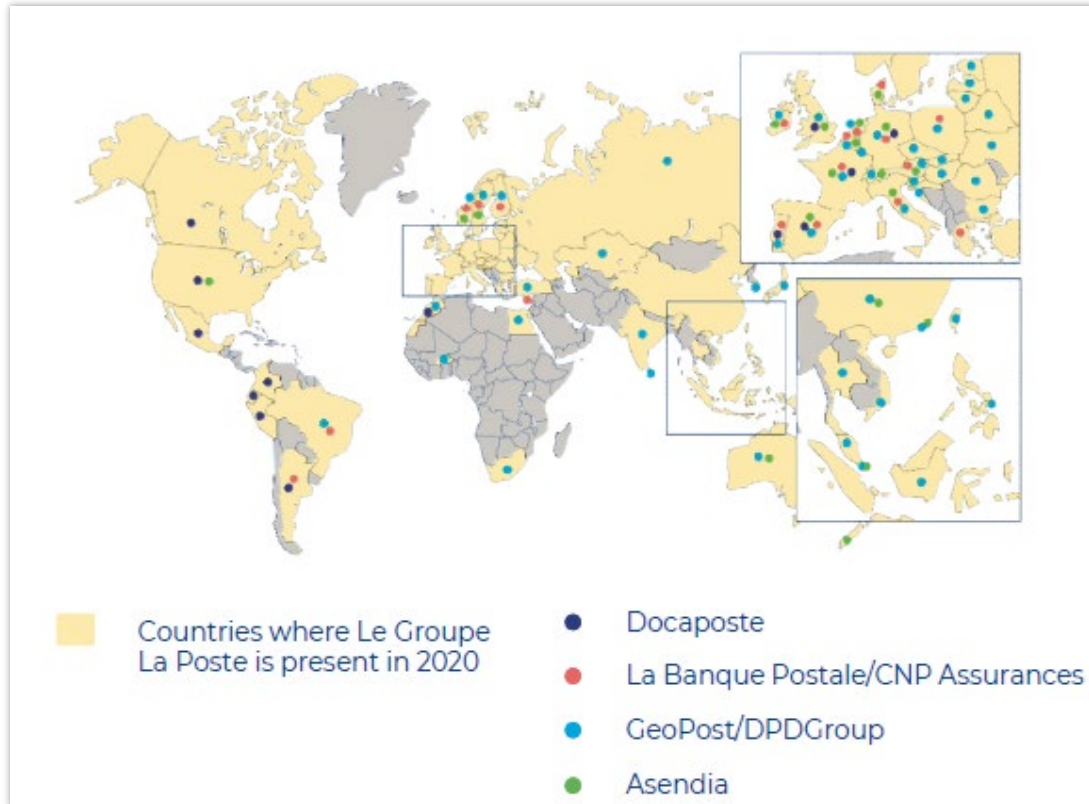 Countries where Le Groupe
La Poste is present in 2020
Docaposte
La Banque Postale/CNP Assurances
GeoPost/DPDGroup
Asendia